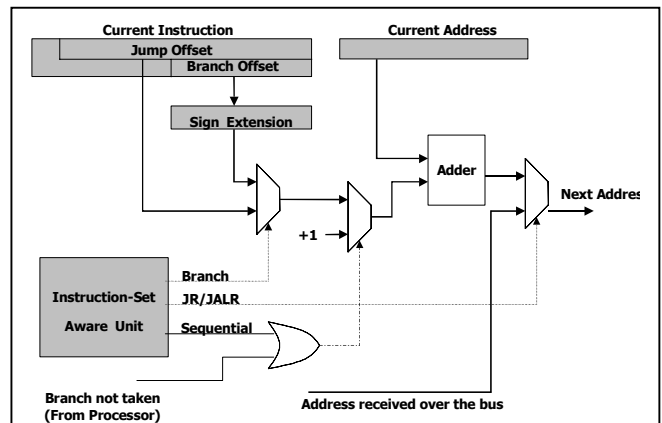 Current Instruction
Current Address
Jump Offset
Branch Offset
Sign Extension
Adder
Next Addre
+1
Branch
Instruction-Set
Aware Unit
JR/JALR
Sequential
Branch not taken
(From Processor)
Address received over the bus